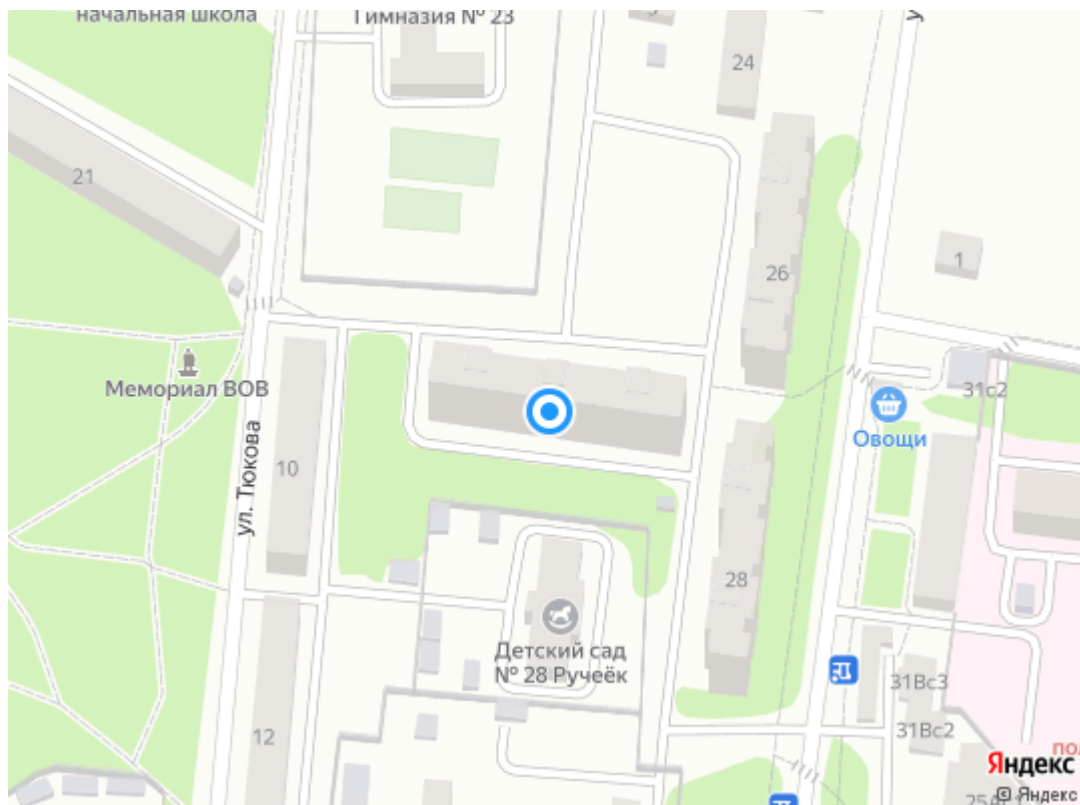 начальная школа
Гимназия № 23
24
21
26
1
Мемориал ВОВ
31с2
Овощи
ул. Тюкова
10
28
Детский сад
№ 28 Ручеёк
31Вс3
31Вс2
12
Яндекс
© Яндекс